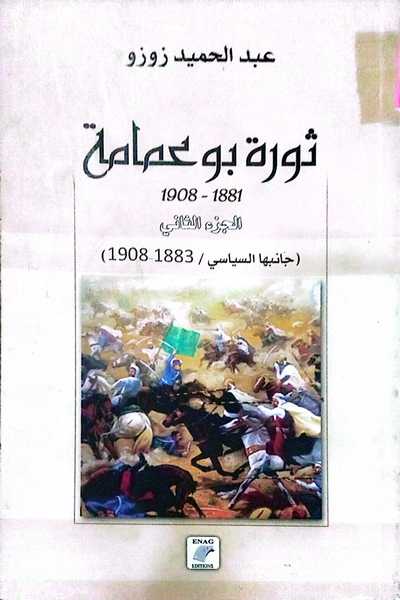 عبد الحميد زوزو
ثورة بوعمامة
1908 - 1881
الجزء الثاني
(جانبها السياسي / 1883-1908)
ENAG
EDITIONS